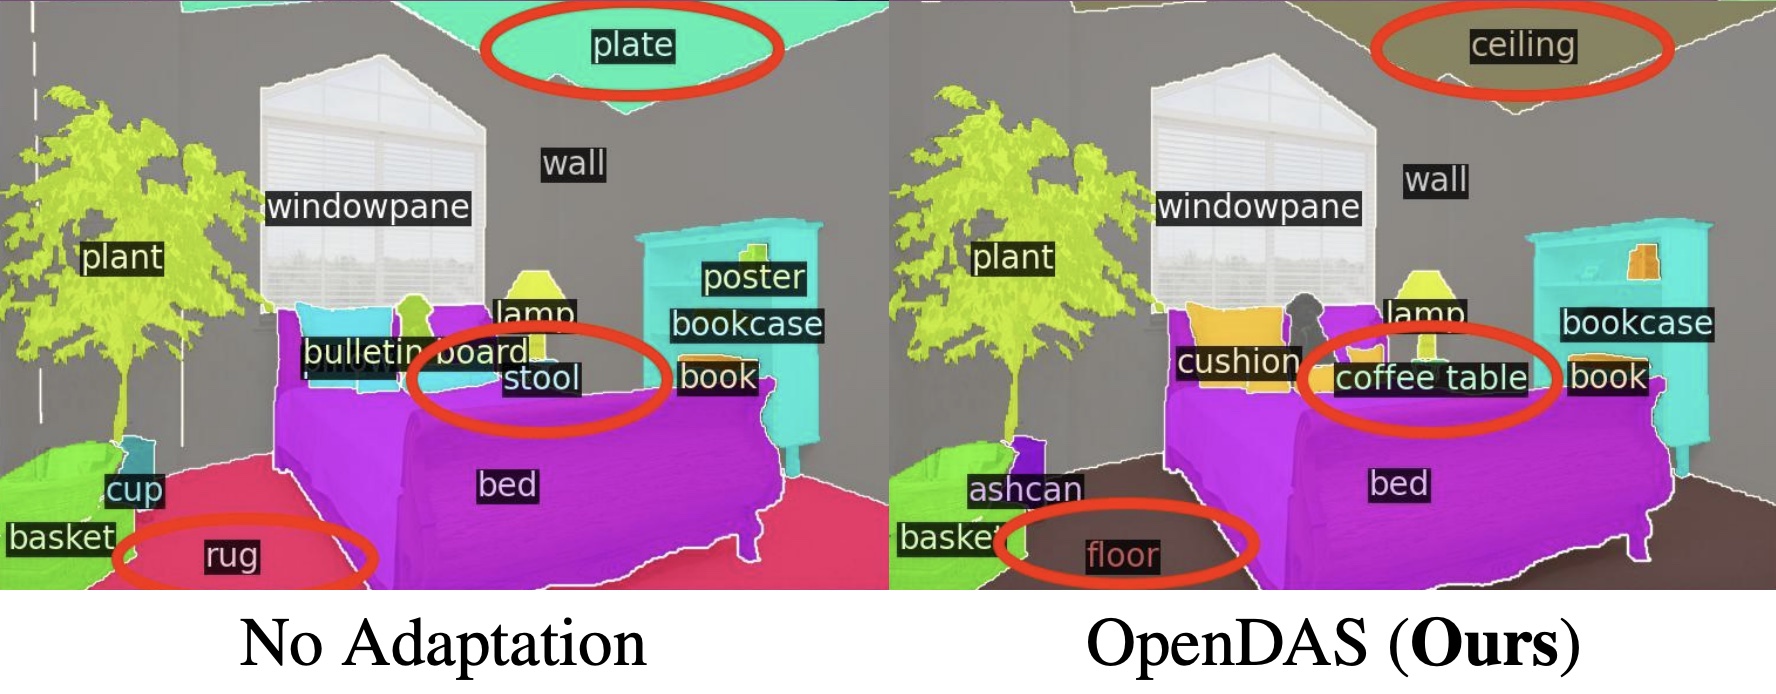 plate
wall
windowpane
plant
poster
lamp
bookcase
bulletin board
stool
book
bed
cup
basket
rug
No Adaptation
ceiling
wall
windowpane
plant
lamp
bookcase
cushion
coffee table
book
bed
ashcan
basket
floor
OpenDAS (Ours)